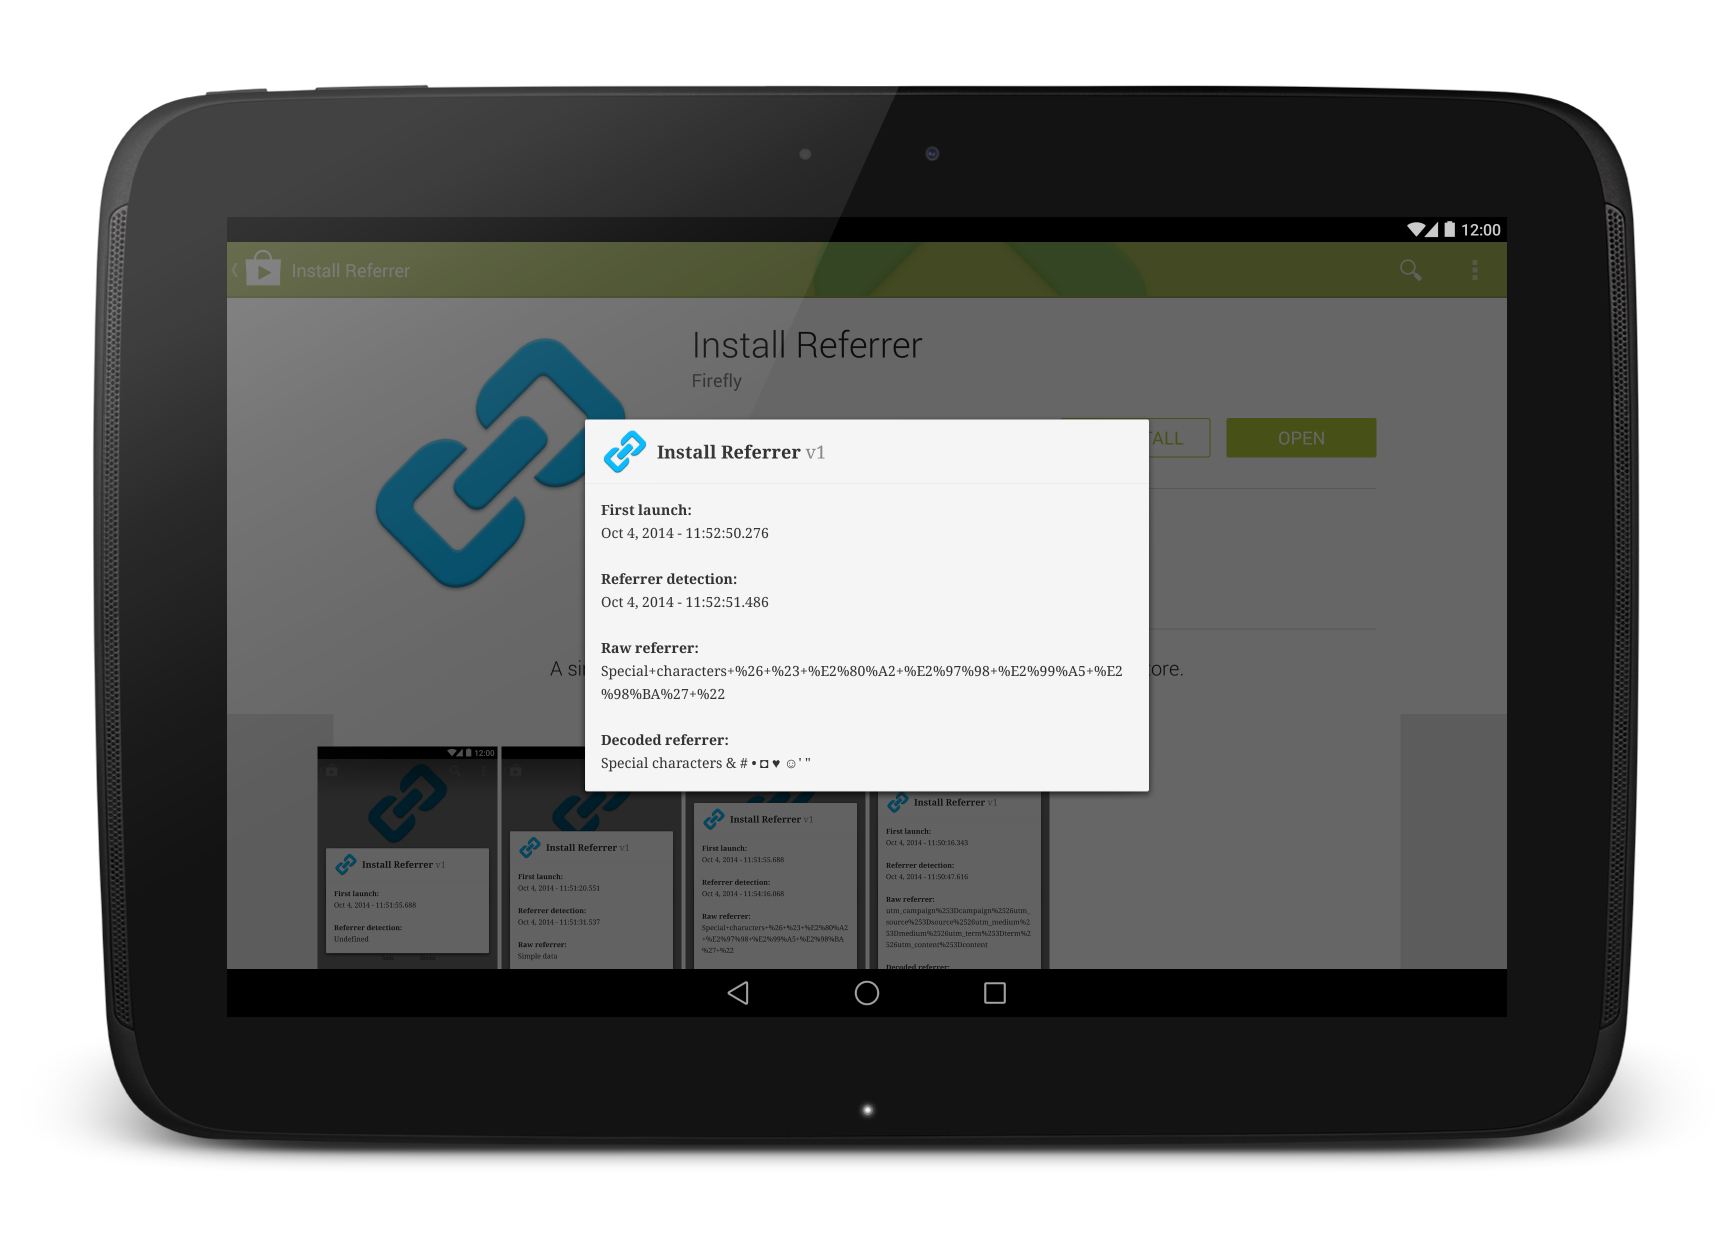 12:00
Install Referrer
Install Referrer
Firefly
TALL
OPEN
Install Referrer v1
First launch:
Oct 4, 2014 - 11:52:50.276
Referrer detection:
Oct 4, 2014 - 11:52:51.486
Raw referrer:
Special+characters+%26+%23+%E2%80%A2+%E2%97%98+%E2%99%A5+%E2
%98%BA%27+%22
Decoded referrer:
Special characters & # • ◘ ♥ ☺' "
A si
ore.
12:00
Install Referrer v1
First launch:
Oct 4, 2014 - 11:51:55.688
Referrer detection:
Undefined
Install Referrer v1
First launch:
Oct 4, 2014 - 11:51:20.551
Referrer detection:
Oct 4, 2014 - 11:51:31.537
Raw referrer:
Simple data
Install Referrer v1
First launch:
Oct 4, 2014 - 11:51:55.688
Referrer detection:
Oct 4, 2014 - 11:54:16.068
Raw referrer:
Special+characters+%26+%23+%E2%80%A2
+%E2%97%98+%E2%99%A5+%E2%98%BA
%27+%22
Install Referrer v1
First launch:
Oct 4, 2014 - 11:50:16.343
Referrer detection:
Oct 4, 2014 - 11:50:47.616
Raw referrer:
utm_campaign%253Dcampaign%2526utm_
source%253Dsource%2526utm_medium%2
53Dmedium%2526utm_term%253Dterm%2
526utm_content%253Dcontent
Decoded referrer: